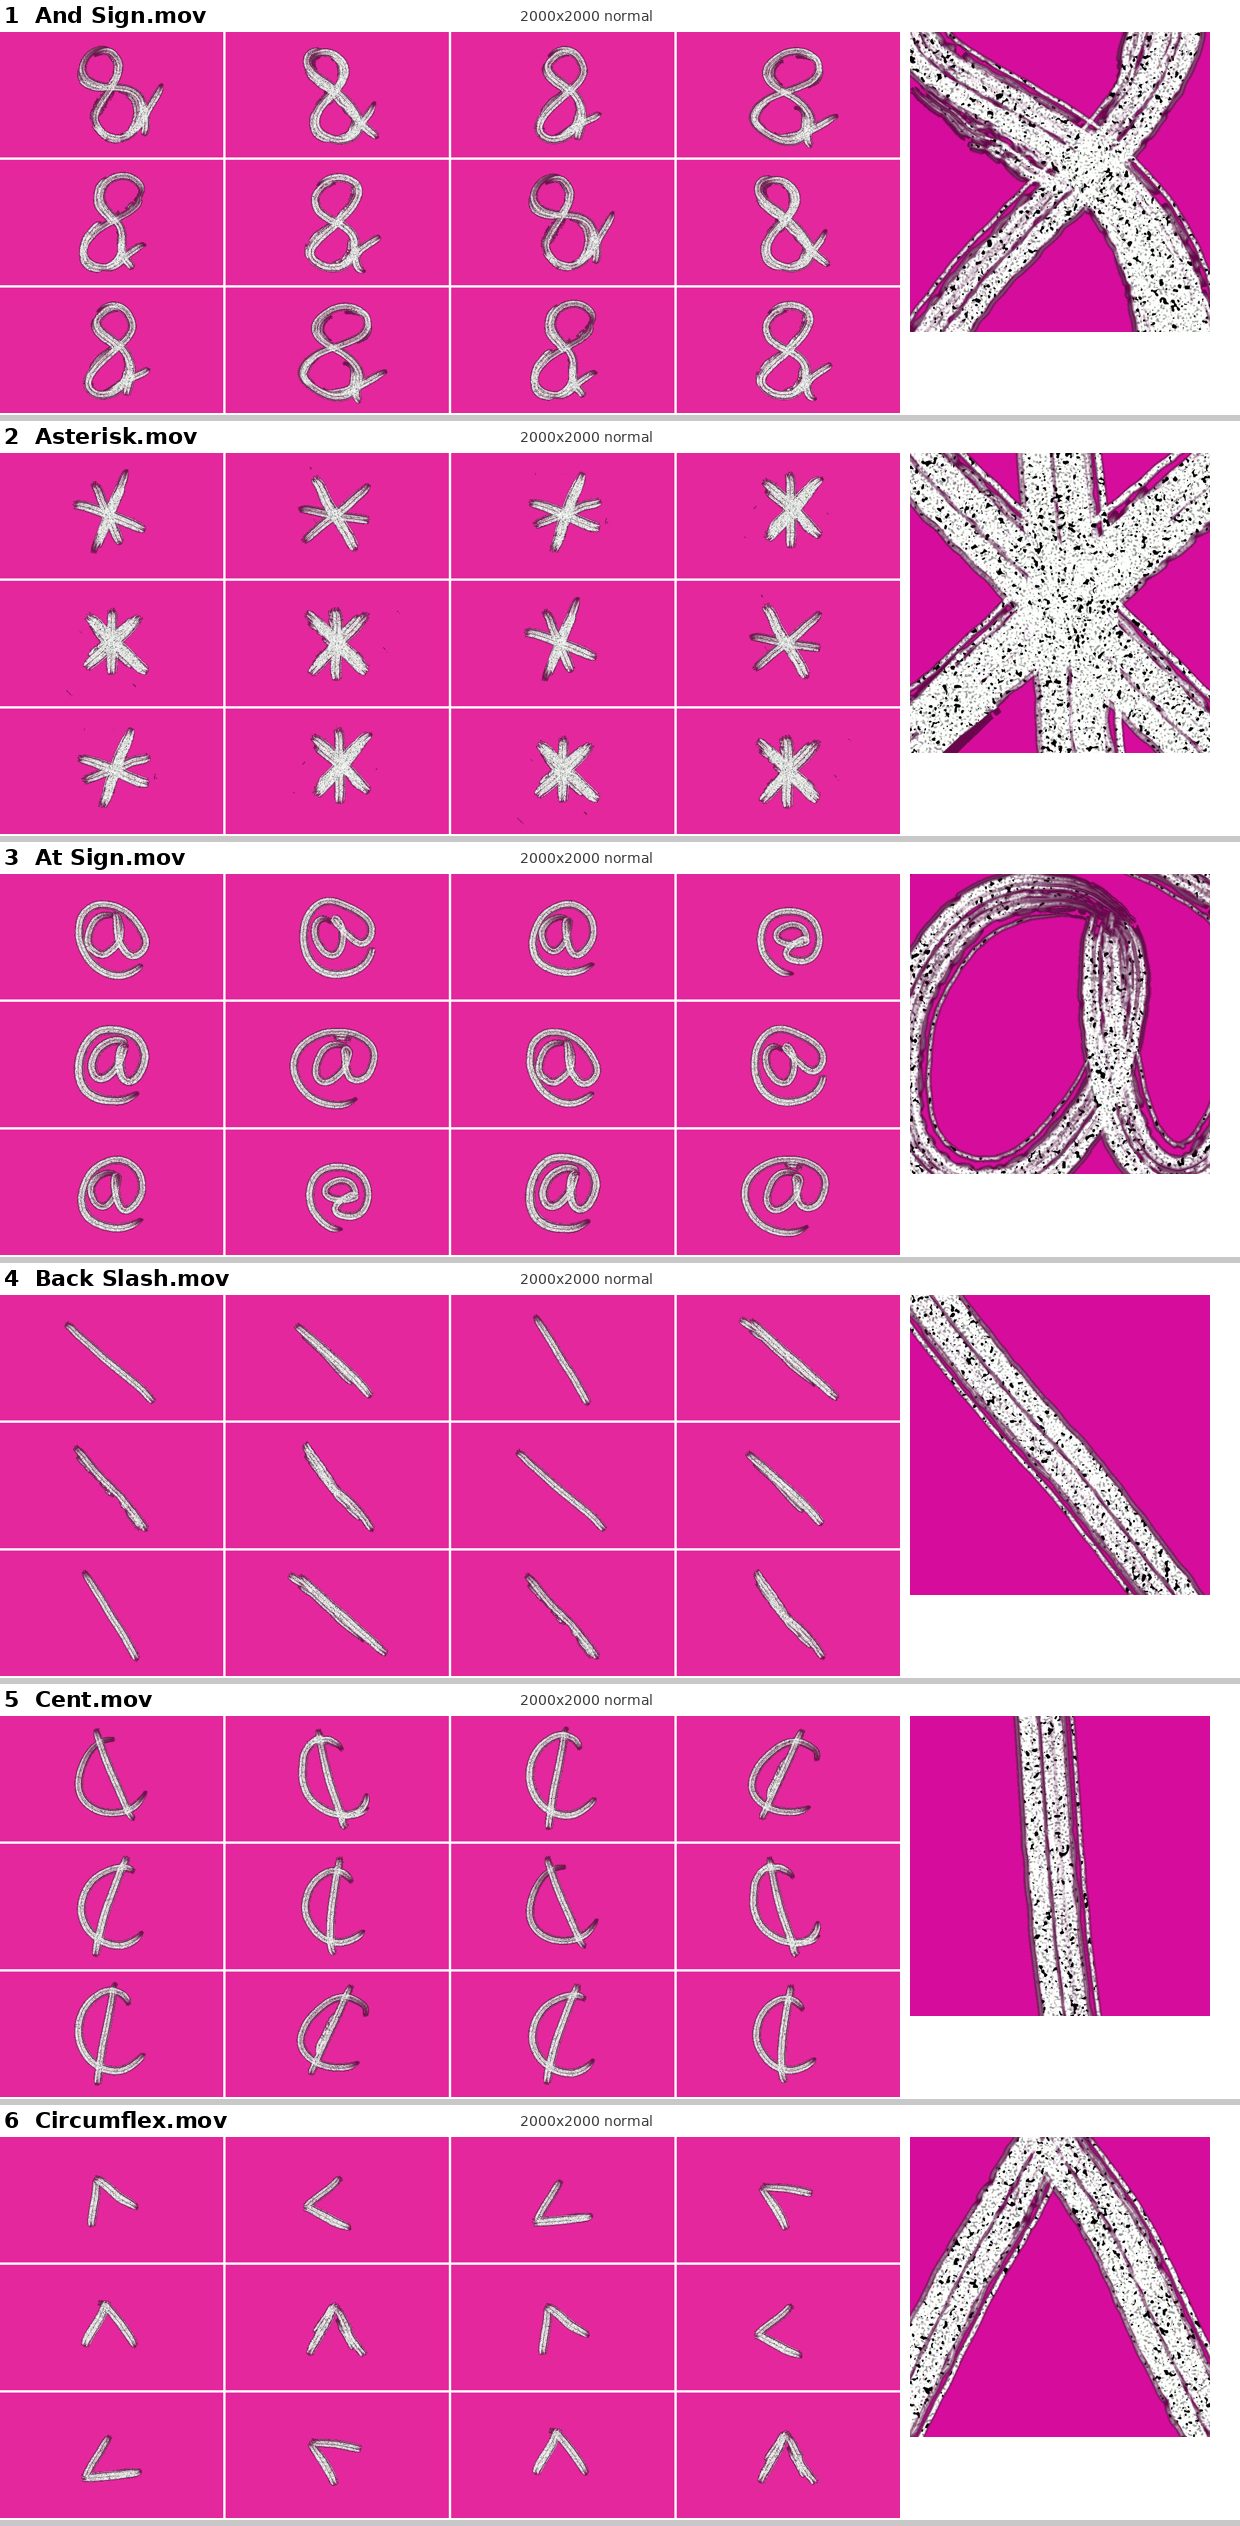 1 And Sign.mov 2000x2000 normal
& & & &
& & & &
& & & &
2 Asterisk.mov 2000x2000 normal
* * * *
* * * *
* * * *
3 At Sign.mov 2000x2000 normal
@ @ @ @
@ @ @ @
@ @ @ @
4 Back Slash.mov 2000x2000 normal
\ \ \ \
\ \ \ \
\ \ \ \
5 Cent.mov 2000x2000 normal
¢ ¢ ¢ ¢
¢ ¢ ¢ ¢
¢ ¢ ¢ ¢
6 Circumflex.mov 2000x2000 normal